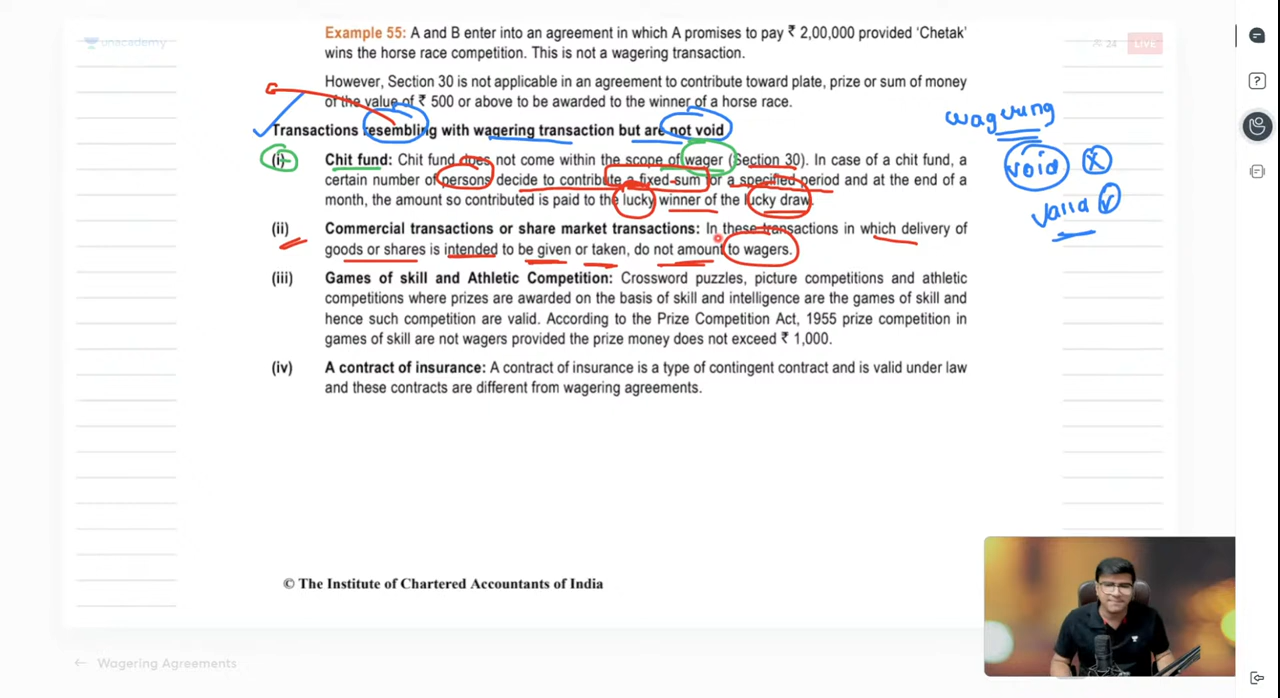 unacademy
24
LIVE
Example 55: A and B enter into an agreement in which A promises to pay ₹ 2,00,000 provided ‘Chetak’
wins the horse race competition. This is not a wagering transaction.
However, Section 30 is not applicable in an agreement to contribute toward plate, prize or sum of money
of the value of ₹ 500 or above to be awarded to the winner of a horse race.
Transactions resembling with wagering transaction but are not void
(i) Chit fund: Chit fund does not come within the scope of wager (Section 30). In case of a chit fund, a
certain number of persons decide to contribute a fixed sum for a specified period and at the end of a
month, the amount so contributed is paid to the lucky winner of the lucky draw.
(ii) Commercial transactions or share market transactions: In these transactions in which delivery of
goods or shares is intended to be given or taken, do not amount to wagers.
(iii) Games of skill and Athletic Competition: Crossword puzzles, picture competitions and athletic
competitions where prizes are awarded on the basis of skill and intelligence are the games of skill and
hence such competition are valid. According to the Prize Competition Act, 1955 prize competition in
games of skill are not wagers provided the prize money does not exceed ₹ 1,000.
(iv) A contract of insurance: A contract of insurance is a type of contingent contract and is valid under law
and these contracts are different from wagering agreements.
wagering
void
valid
© The Institute of Chartered Accountants of India
← Wagering Agreements